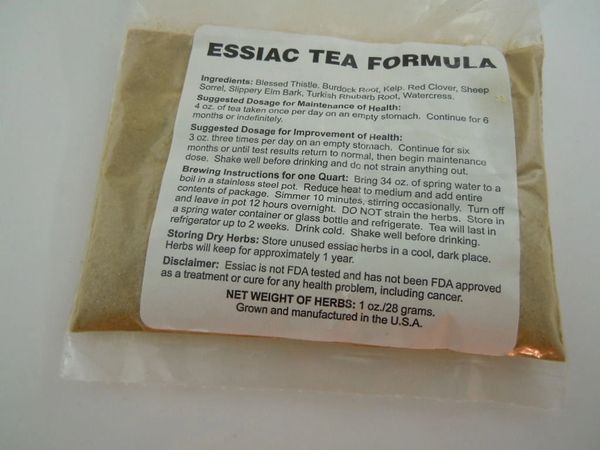 ESSIAC TEA FORMULA
Ingredients: Blessed Thistle, Burdock Root, Kelp, Red Clover, Sheep
Sorrel, Slippery Elm Bark, Turkish Rhubarb Root, Watercress.
Suggested Dosage for Maintenance of Health:
4 oz. of tea taken once per day on an empty stomach. Continue for 6
months or indefinitely.
Suggested Dosage for Improvement of Health:
3 oz. three times per day on an empty stomach. Continue for six
months or until test results return to normal, then begin maintenance
dose. Shake well before drinking and do not strain anything out.
Brewing Instructions for one Quart: Bring 34 oz. of spring water to a
boil in a stainless steel pot. Reduce heat to medium and add entire
contents of package. Simmer 10 minutes, stirring occasionally. Turn off
and leave in pot 12 hours overnight. DO NOT strain the herbs. Store in
a spring water container or glass bottle and refrigerate. Tea will last in
refrigerator up to 2 weeks. Drink cold. Shake well before drinking.
Storing Dry Herbs: Store unused essiac herbs in a cool, dark place.
Herbs will keep for approximately 1 year.
Disclaimer: Essiac is not FDA tested and has not been FDA approved
as a treatment or cure for any health problem, including cancer.
NET WEIGHT OF HERBS: 1 oz./28 grams.
Grown and manufactured in the U.S.A.